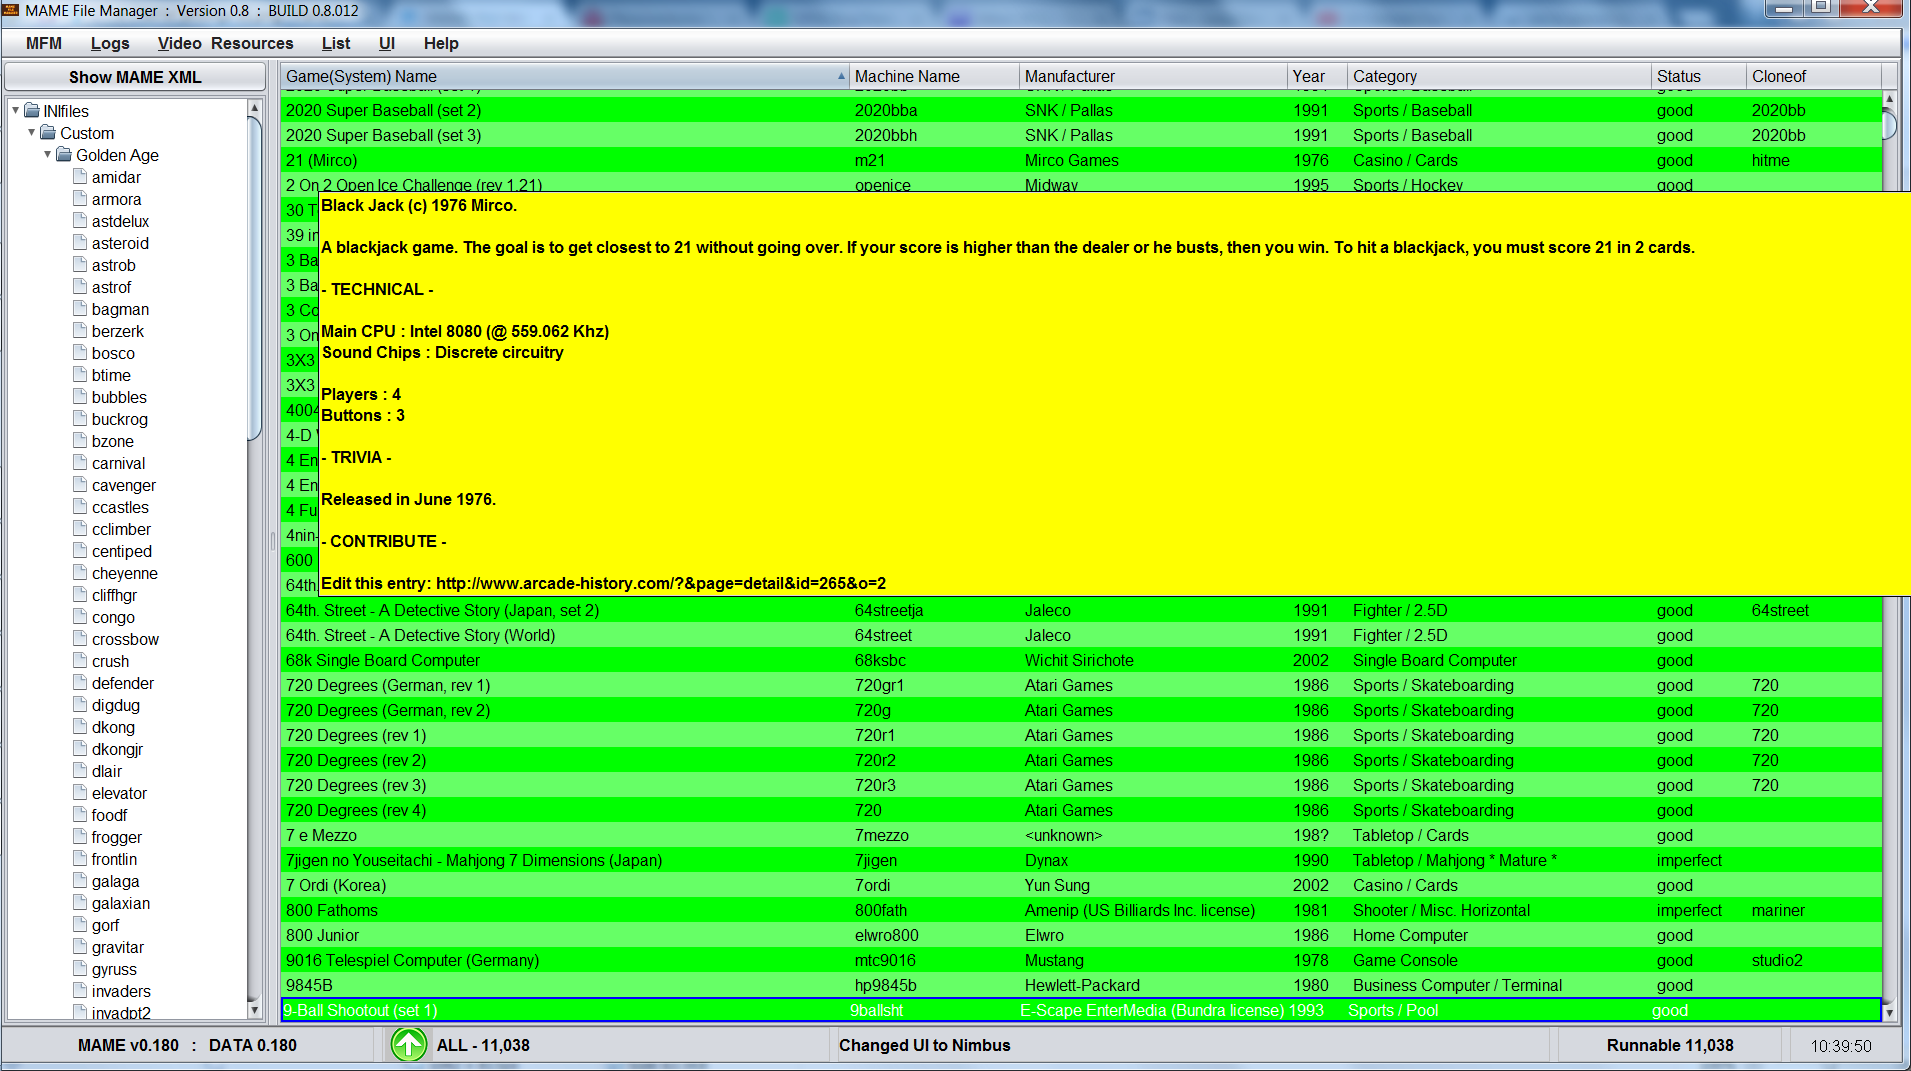 MAME File Manager : Version 0.8 : BUILD 0.8.012
MFM Logs Video Resources List UI Help
Show MAME XML
INIfiles
Custom
Golden Age
amidar
armora
astdelux
asteroid
astrob
astrof
bagman
berzerk
bosco
btime
bubbles
buckrog
bzone
carnival
cavenger
ccastles
cclimber
centiped
cheyenne
cliffhgr
congo
crossbow
crush
defender
digdug
dkong
dkongjr
dlair
elevator
foodf
frogger
frontlin
galaga
galaxian
gorf
gravitar
gyruss
invaders
invadpt2
Game(System) Name Machine Name Manufacturer Year Category Status Cloneof
2020 Super Baseball (set 2) 2020bba SNK / Pallas 1991 Sports / Baseball good 2020bb
2020 Super Baseball (set 3) 2020bbh SNK / Pallas 1991 Sports / Baseball good 2020bb
21 (Mirco) m21 Mirco Games 1976 Casino / Cards good hitme
2 On 2 Open Ice Challenge (rev 1.21) openice Midway 1995 Sports / Hockey good
30 T
39 in
3 Ba
3 Ba
3 Co
3 On
3X3
3X3
4004
4-D
4 En
4 En
4 Fu
4nin-
600
64th.
Black Jack (c) 1976 Mirco.
A blackjack game. The goal is to get closest to 21 without going over. If your score is higher than the dealer or he busts, then you win. To hit a blackjack, you must score 21 in 2 cards.
- TECHNICAL -
Main CPU : Intel 8080 (@ 559.062 Khz)
Sound Chips : Discrete circuitry
Players : 4
Buttons : 3
- TRIVIA -
Released in June 1976.
- CONTRIBUTE -
Edit this entry: http://www.arcade-history.com/?&page=detail&id=265&o=2
64th. Street - A Detective Story (Japan, set 2) 64streetja Jaleco 1991 Fighter / 2.5D good 64street
64th. Street - A Detective Story (World) 64street Jaleco 1991 Fighter / 2.5D good
68k Single Board Computer 68ksbc Wichit Sirichote 2002 Single Board Computer good
720 Degrees (German, rev 1) 720gr1 Atari Games 1986 Sports / Skateboarding good 720
720 Degrees (German, rev 2) 720g Atari Games 1986 Sports / Skateboarding good 720
720 Degrees (rev 1) 720r1 Atari Games 1986 Sports / Skateboarding good 720
720 Degrees (rev 2) 720r2 Atari Games 1986 Sports / Skateboarding good 720
720 Degrees (rev 3) 720r3 Atari Games 1986 Sports / Skateboarding good 720
720 Degrees (rev 4) 720 Atari Games 1986 Sports / Skateboarding good
7 e Mezzo 7mezzo <unknown> 198? Tabletop / Cards good
7jigen no Youseitachi - Mahjong 7 Dimensions (Japan) 7jigen Dynax 1990 Tabletop / Mahjong * Mature * imperfect
7 Ordi (Korea) 7ordi Yun Sung 2002 Casino / Cards good
800 Fathoms 800fath Amenip (US Billiards Inc. license) 1981 Shooter / Misc. Horizontal imperfect mariner
800 Junior elwro800 Elwro 1986 Home Computer good
9016 Telespiel Computer (Germany) mtc9016 Mustang 1978 Game Console good studio2
9845B hp9845b Hewlett-Packard 1980 Business Computer / Terminal good
9-Ball Shootout (set 1) 9ballsht E-Scape EnterMedia (Bundra license) 1993 Sports / Pool good
MAME v0.180 : DATA 0.180 ALL - 11,038 Changed UI to Nimbus Runnable 11,038 10:39:50